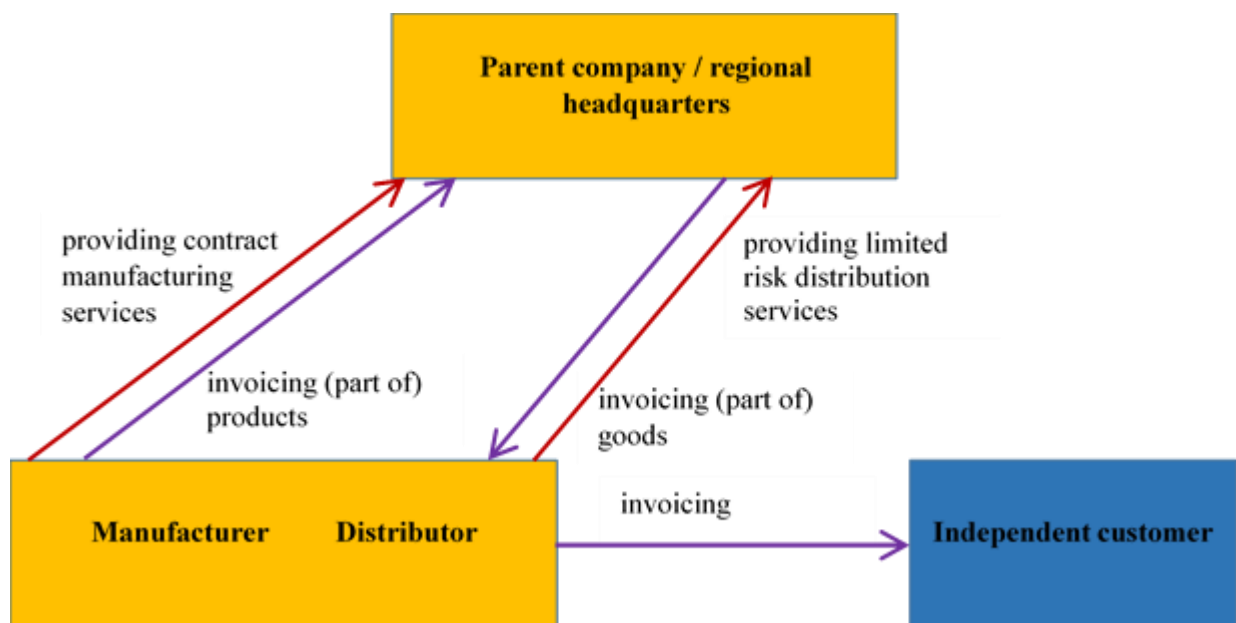 Parent company / regional
headquarters
providing contract
manufacturing
services
providing limited
risk distribution
services
invoicing (part of)
products
invoicing (part of)
goods
invoicing
Manufacturer Distributor
Independent customer